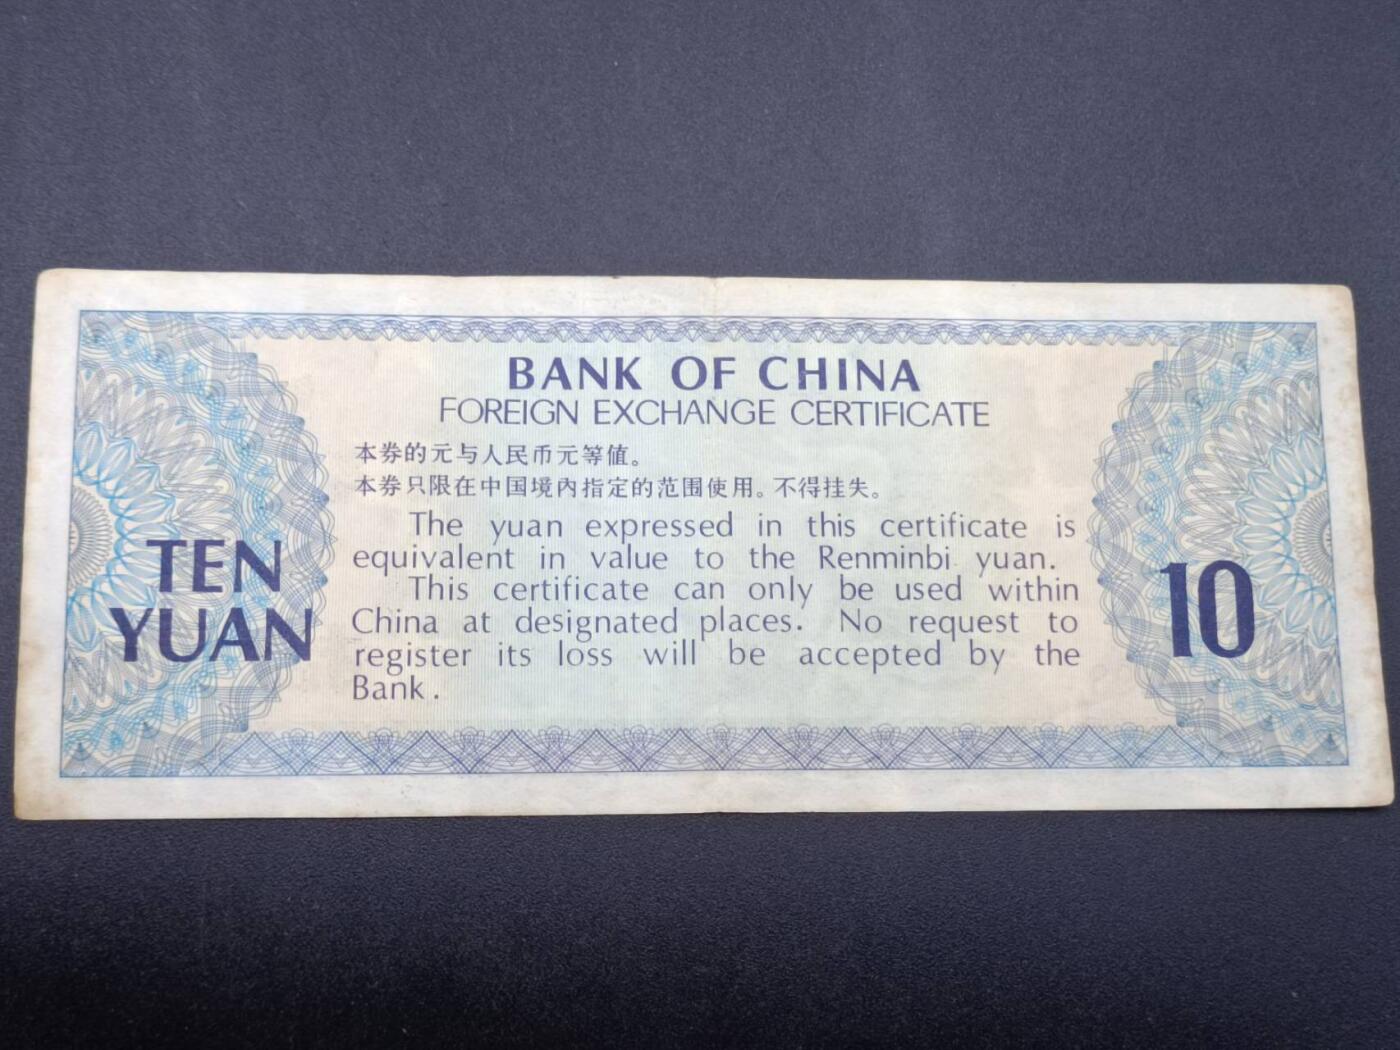 BANK OF CHINA
FOREIGN EXCHANGE CERTIFICATE
本券的元与人民币元等值。
本券只限在中国境内指定的范围使用。不得挂失。
The yuan expressed in this certificate is
equivalent in value to the Renminbi yuan.
This certificate can only be used within
China at designated places. No request to
register its loss will be accepted by the
Bank.
TEN
YUAN
10